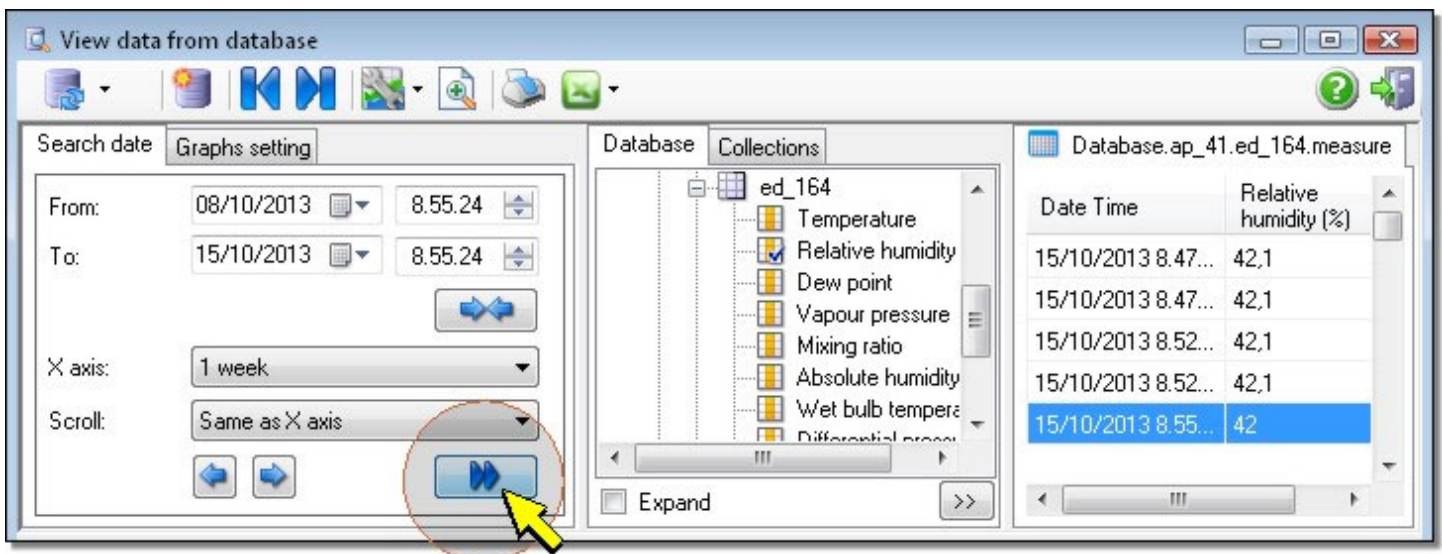 View data from database
Search date
Graphs setting
From:
08/10/2013
8.55.24
To:
15/10/2013
8.55.24
X axis:
1 week
Scroll:
Same as X axis
Database
Collections
ed_164
Temperature
Relative humidity
Dew point
Vapour pressure
Mixing ratio
Absolute humidity
Wet bulb tempera
Expand
>>
Database.ap_41.ed_164.measure
Date Time
Relative
humidity (%)
15/10/2013 8.47... 42,1
15/10/2013 8.47... 42,1
15/10/2013 8.52... 42,1
15/10/2013 8.52... 42,1
15/10/2013 8.55... 42